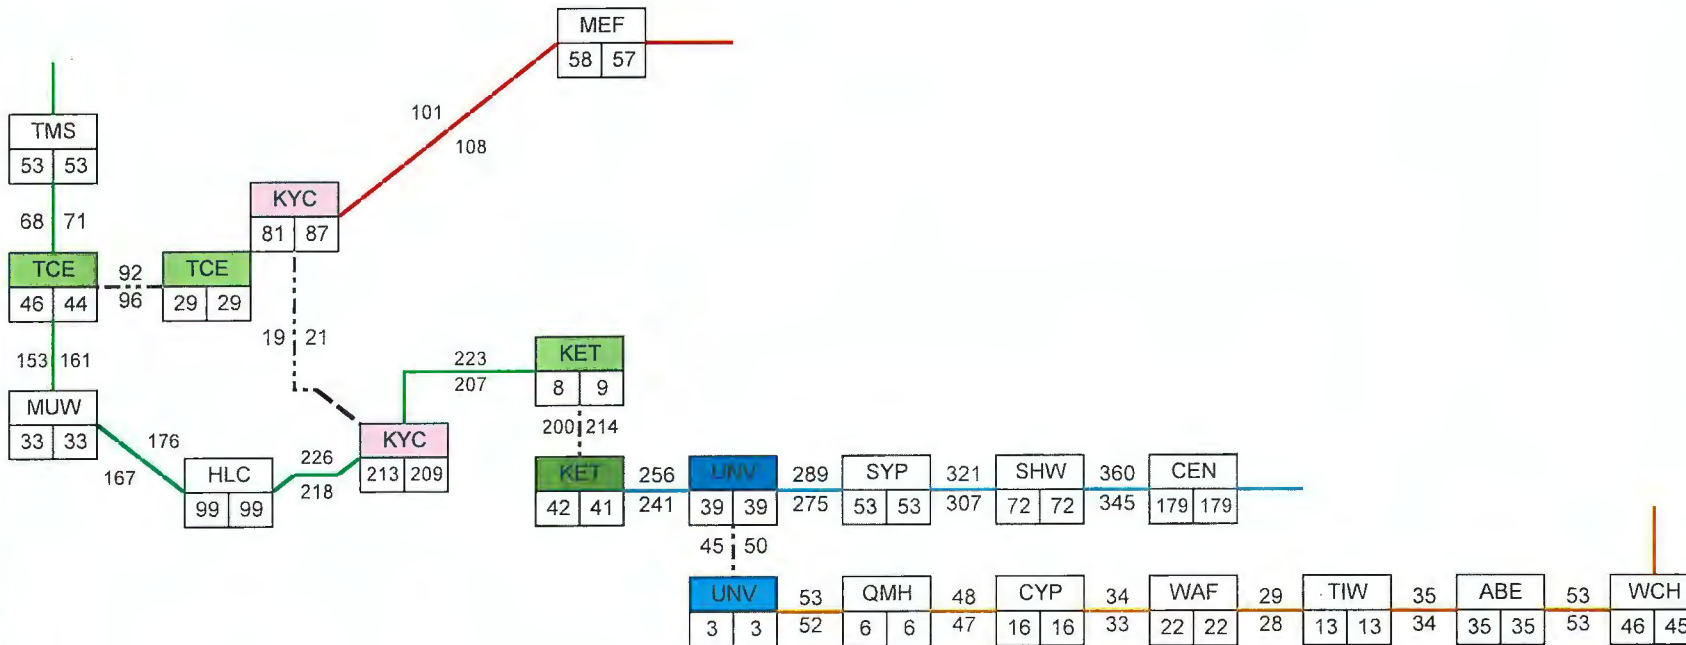 MEF
58 57
101
108
TMS
53 53
68 71
KYC
81 87
TCE
46 44
92
96
TCE
29 29
19 21
153 161
KET
8 9
223
207
MUW
33 33
200 214
176
167
HLC
99 99
226
218
KYC
213 209
KET
42 41
256
241
UNV
39 39
289
275
SYP
53 53
321
307
SHW
72 72
360
345
CEN
179 179
45 50
UNV
3 3
53
52
QMH
6 6
48
47
CYP
16 16
34
33
WAF
22 22
29
28
TIW
13 13
35
34
ABE
35 35
53
53
WCH
46 45